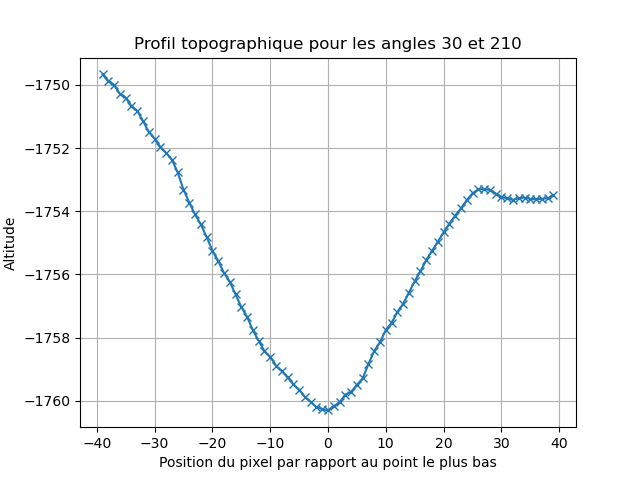 Profil topographique pour les angles 30 et 210
Altitude
−1750
−1752
−1754
−1756
−1758
−1760
−40 −30 −20 −10 0 10 20 30 40
Position du pixel par rapport au point le plus bas